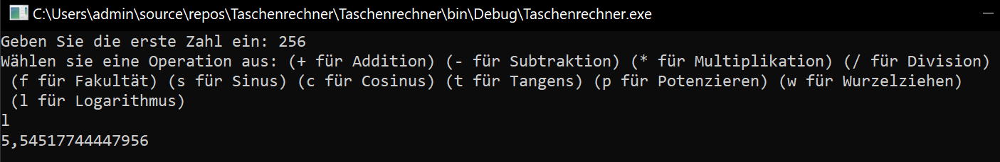 C:\Users\admin\source\repos\Taschenrechner\Taschenrechner\bin\Debug\Taschenrechner.exe
Geben Sie die erste Zahl ein: 256
Wählen sie eine Operation aus: (+ für Addition) (- für Subtraktion) (* für Multiplikation) (/ für Division)
(f für Fakultät) (s für Sinus) (c für Cosinus) (t für Tangens) (p für Potenzieren) (w für Wurzelziehen)
(l für Logarithmus)
l
5,54517744447956